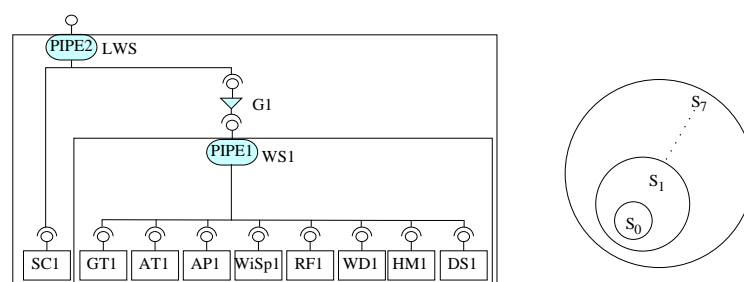 PIPE2 LWS
G1
PIPE1 WS1
SC1 GT1 AT1 AP1 WiSp1 RF1 WD1 HM1 DS1
S7
S1
S0